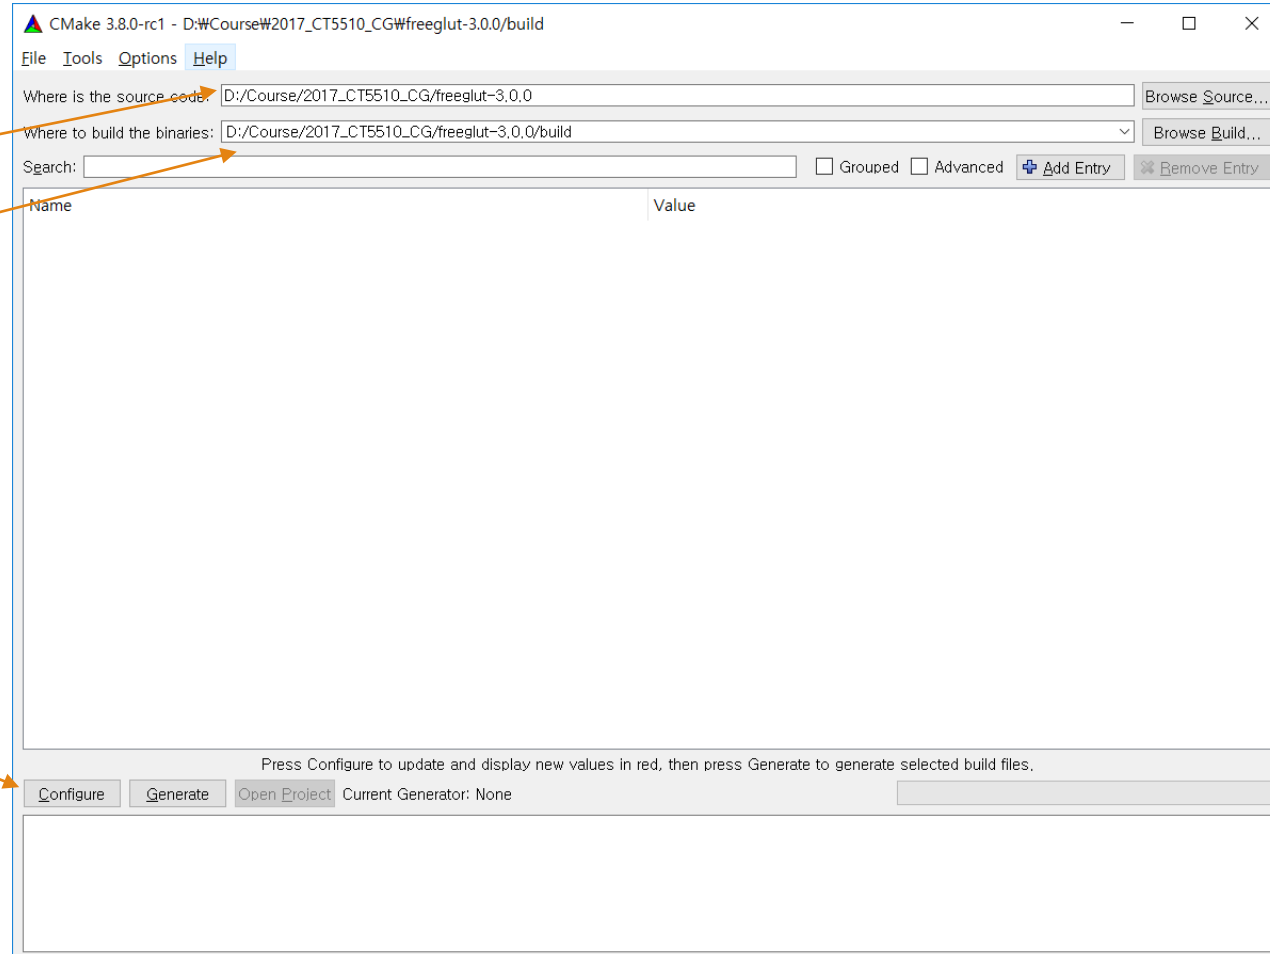 CMake 3.8.0-rc1 - D:₩Course₩2017_CT5510_CG₩freeglut-3.0.0/build
File Tools Options Help
Where is the source code: D:/Course/2017_CT5510_CG/freeglut-3.0.0 Browse Source...
Where to build the binaries: D:/Course/2017_CT5510_CG/freeglut-3.0.0/build Browse Build...
Search: Grouped Advanced Add Entry Remove Entry
Name Value
Press Configure to update and display new values in red, then press Generate to generate selected build files.
Configure Generate Open Project Current Generator: None